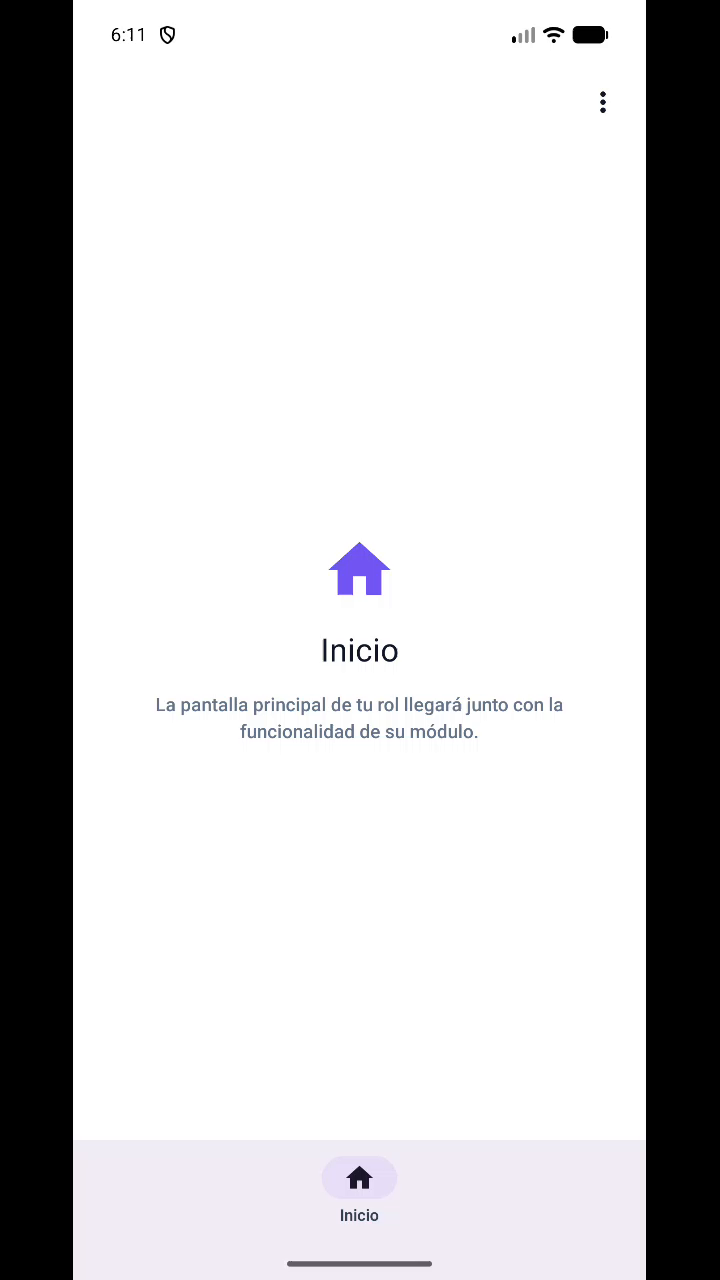 6:11
Inicio
La pantalla principal de tu rol llegará junto con la
funcionalidad de su módulo.
Inicio